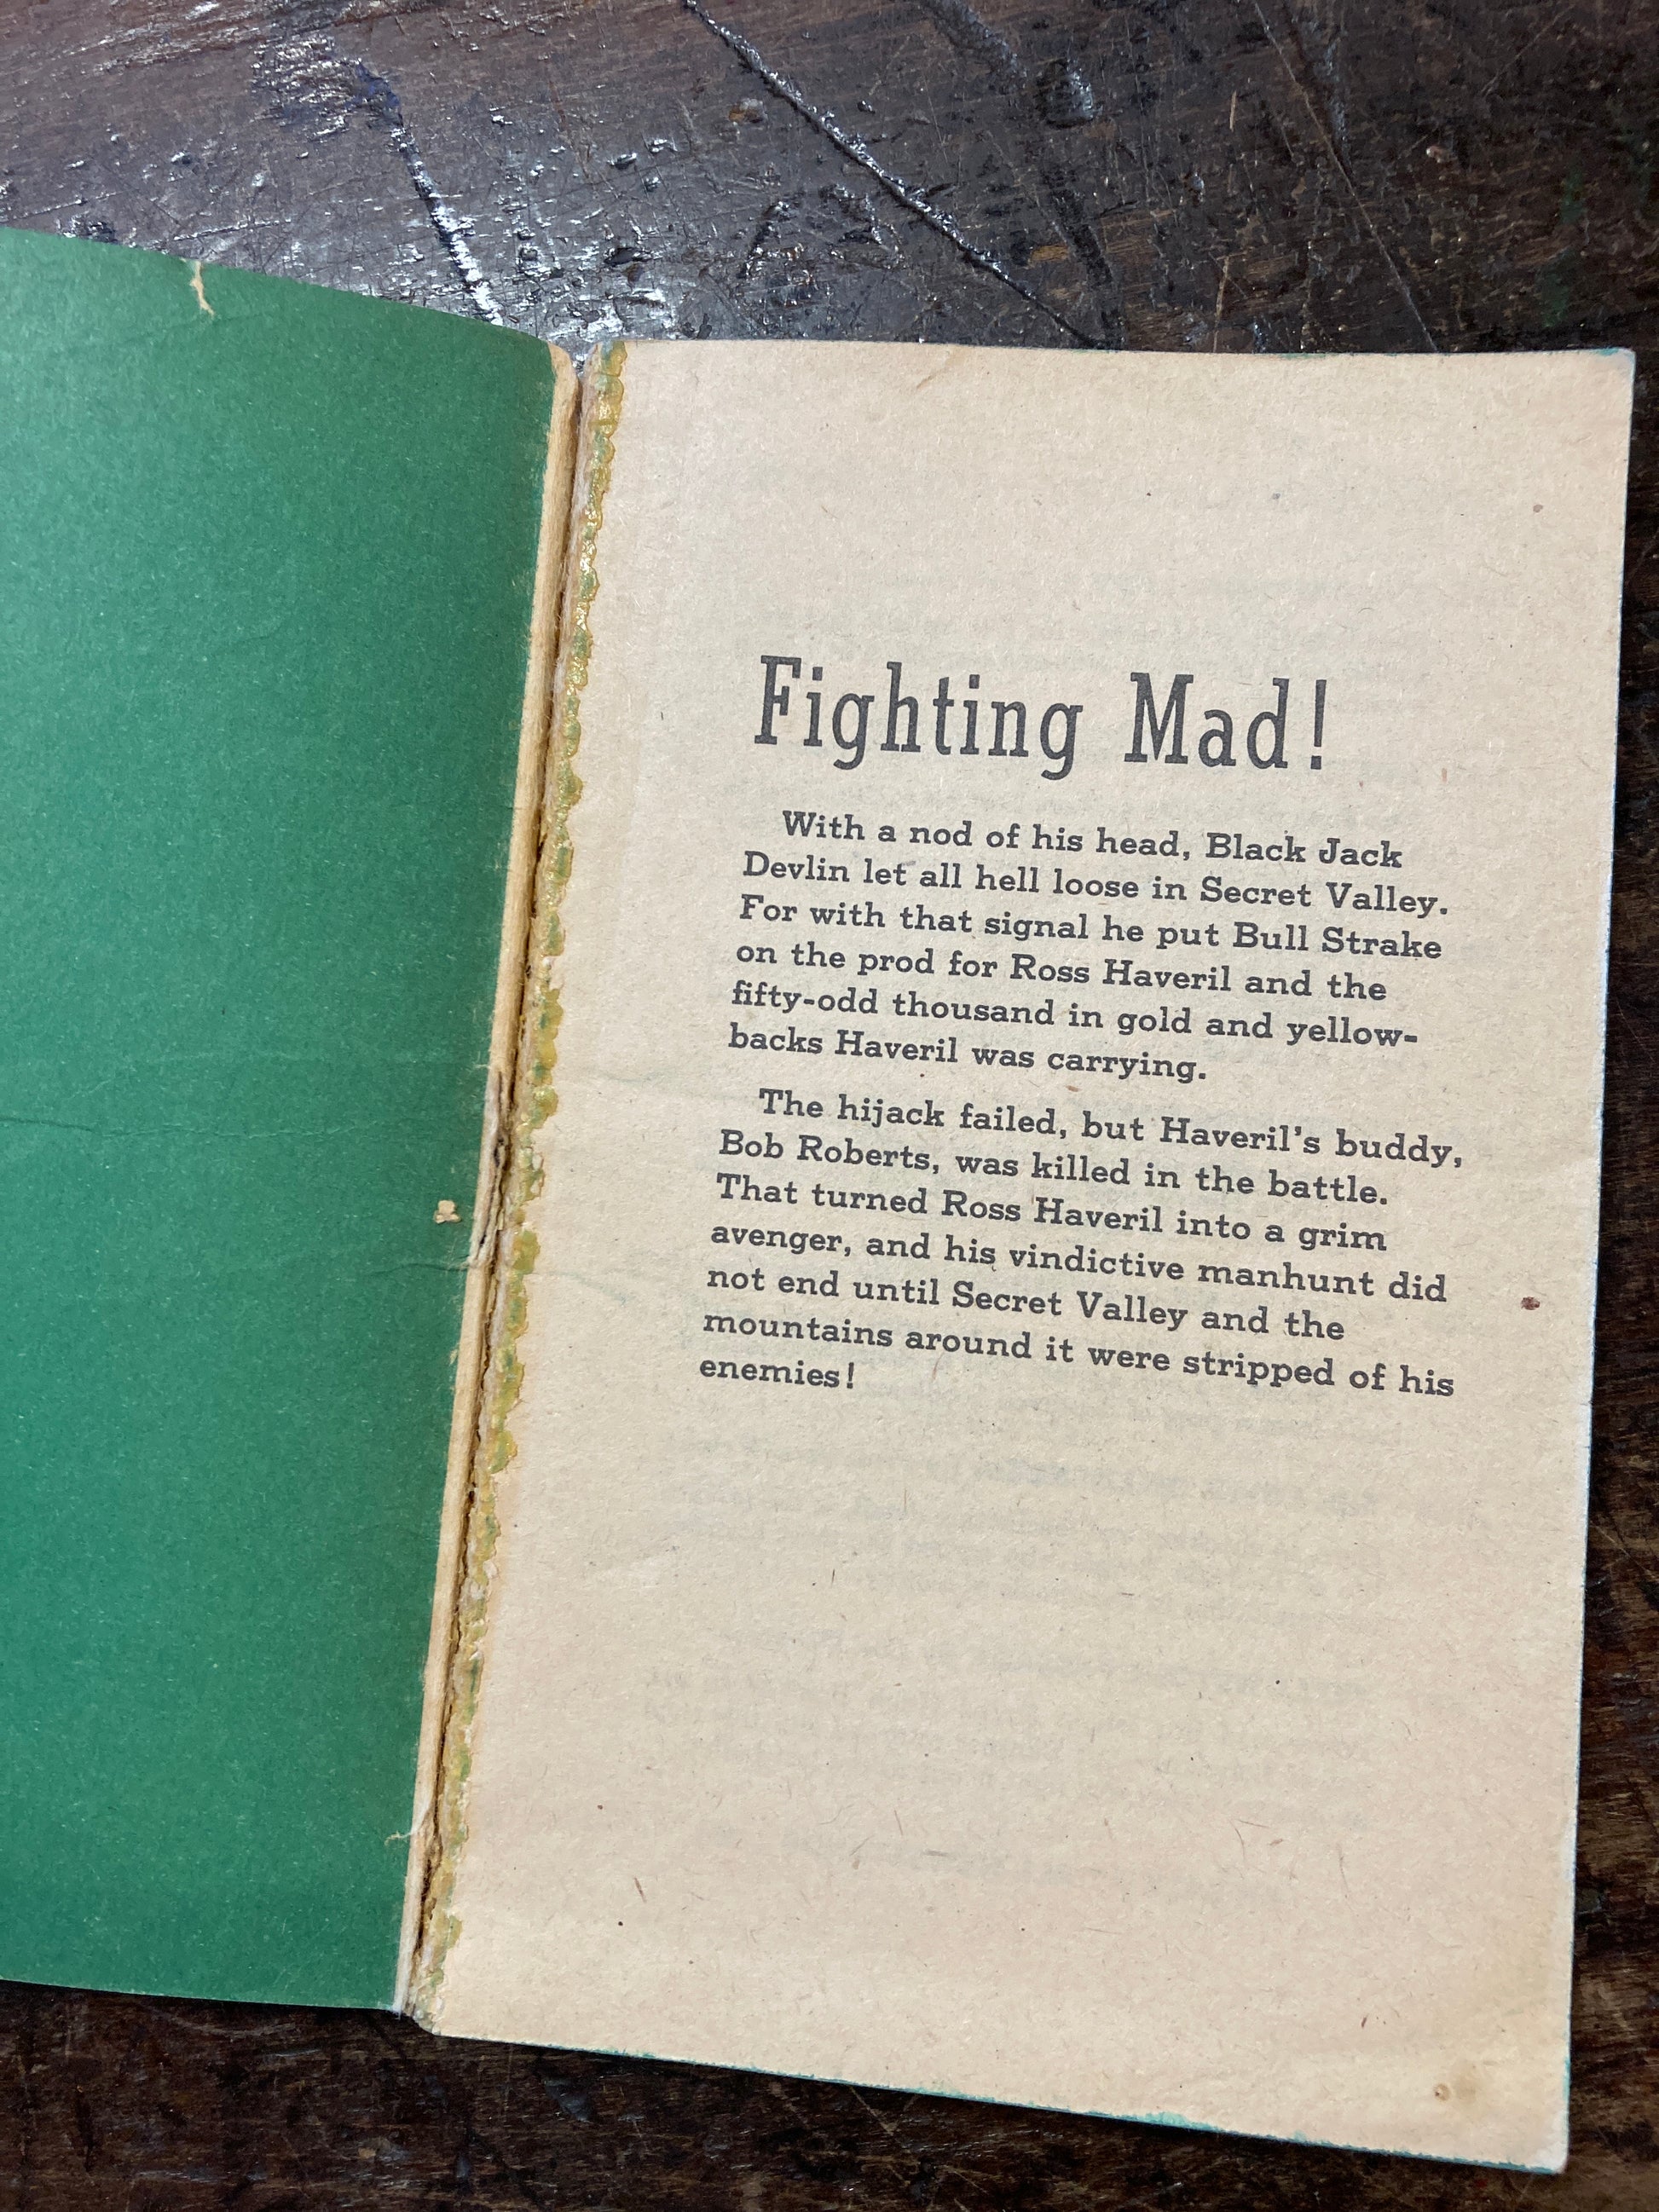 Fighting Mad!
With a nod of his head, Black Jack
Devlin let all hell loose in Secret Valley.
For with that signal he put Bull Strake
on the prod for Ross Haveril and the
fifty-odd thousand in gold and yellow-
backs Haveril was carrying.
The hijack failed, but Haveril's buddy,
Bob Roberts, was killed in the battle.
That turned Ross Haveril into a grim
avenger, and his vindictive manhunt did
not end until Secret Valley and the
mountains around it were stripped of his
enemies!